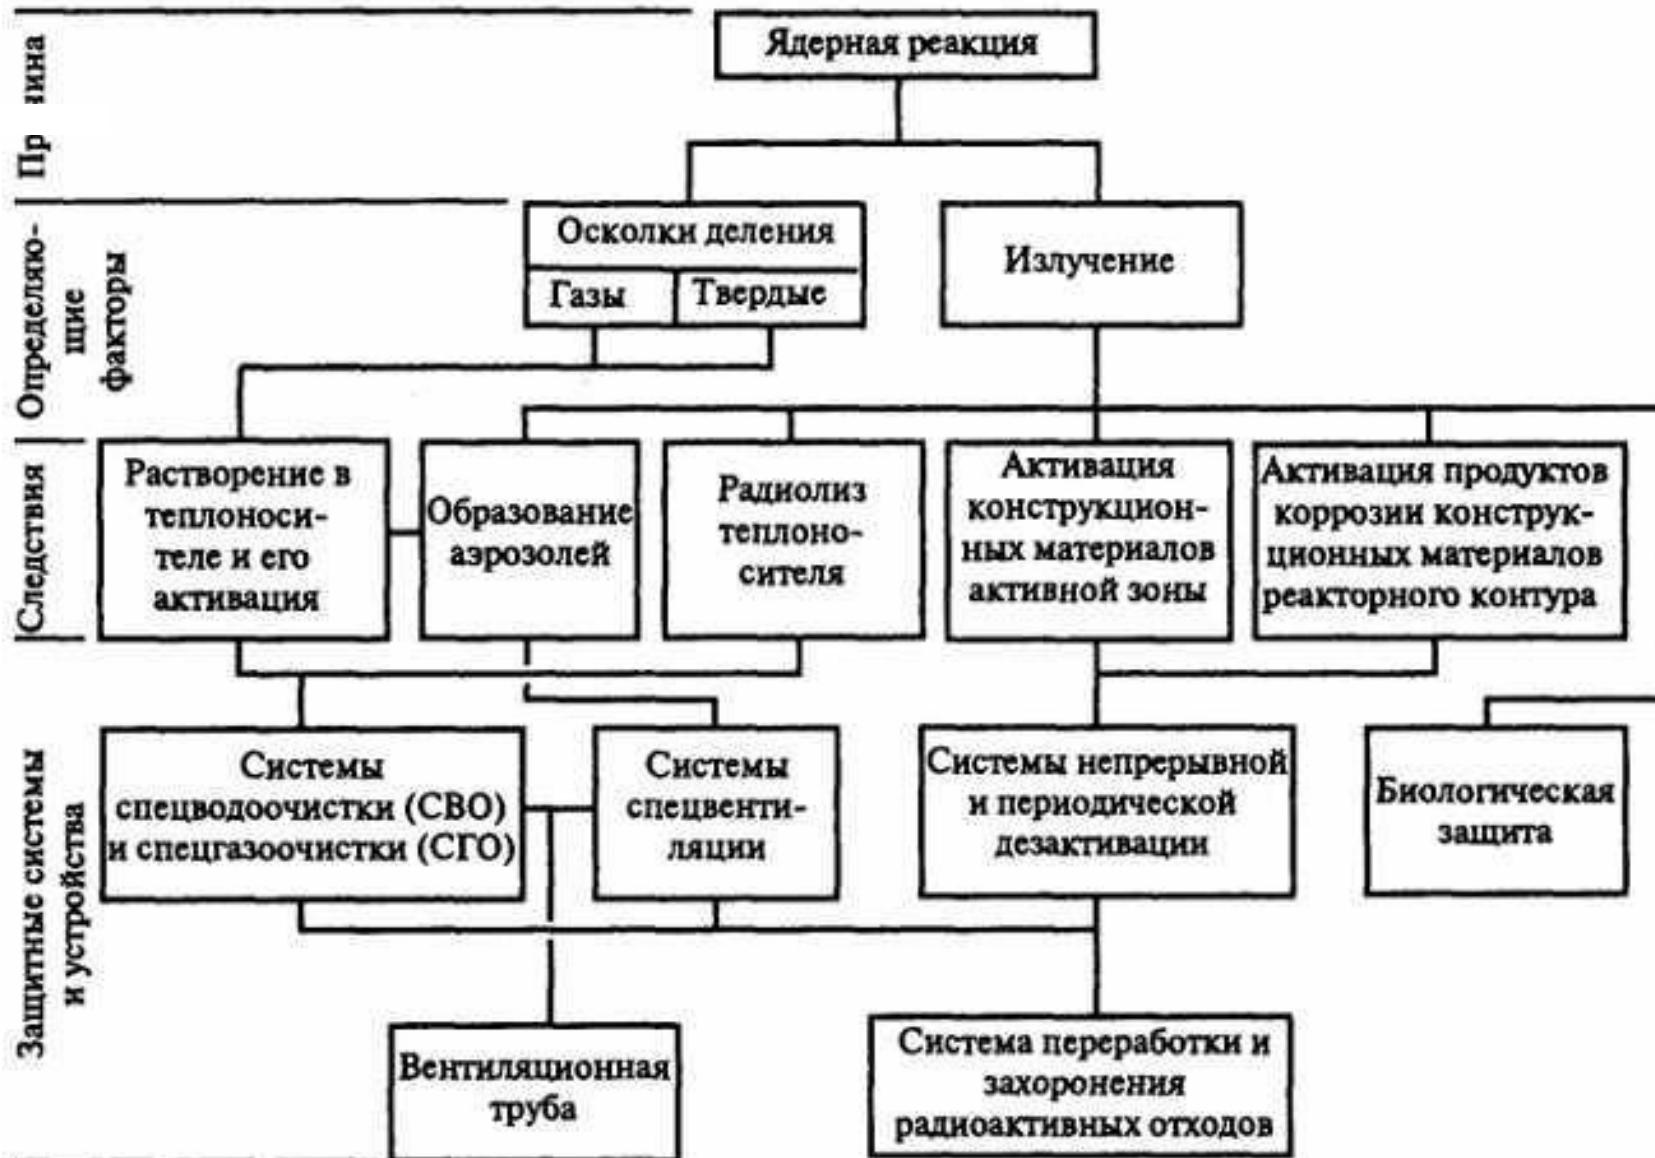 Ядерная реакция
Осколки деления
Газы
Твердые
Излучение
Определяю-
щие
факторы
Растворение в
теплоноси-
теле и его
активация
Образование
аэрозолей
Радиолиз
теплоно-
сителя
Активация
конструкцион-
ных материалов
активной зоны
Активация продуктов
коррозии конструк-
ционных материалов
реакторного контура
Следствия
Системы
спецводоочистки (СВО)
и спецгазоочистки (СГО)
Системы
спецвенти-
ляции
Системы непрерывной
и периодической
дезактивации
Биологическая
защита
Защитные системы
и устройства
Вентиляционная
труба
Система переработки и
захоронения
радиоактивных отходов